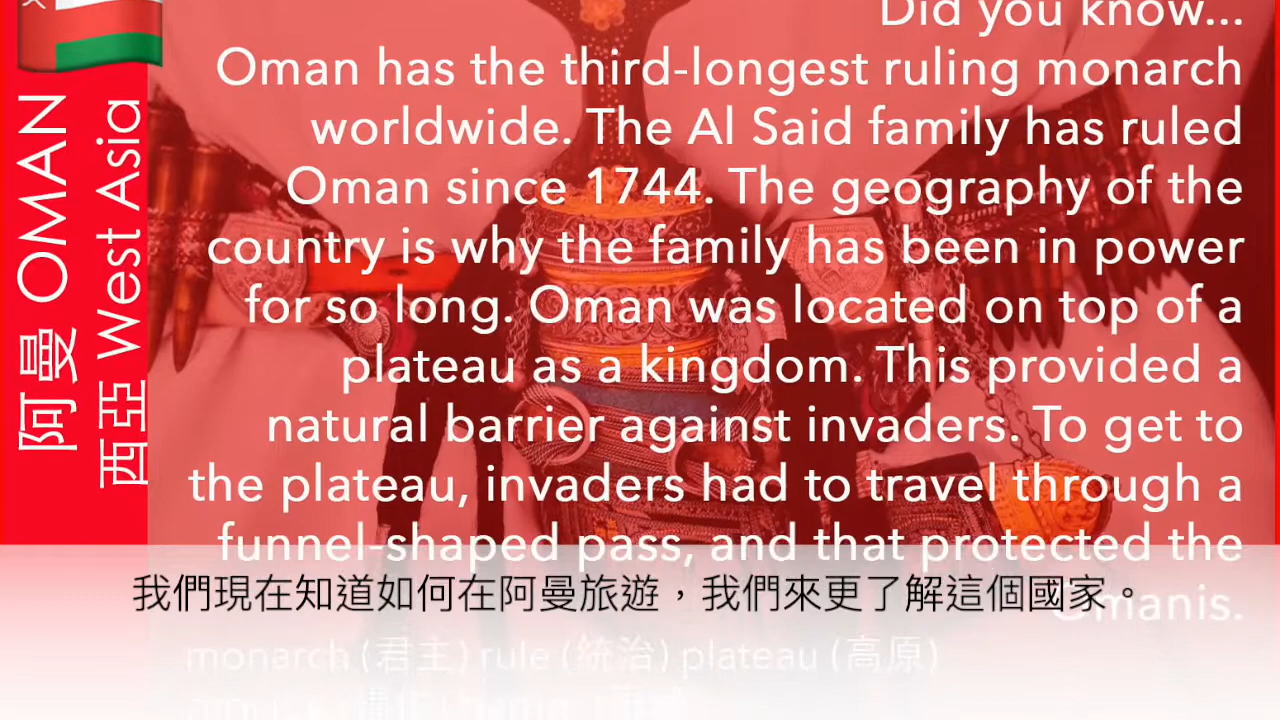 阿曼 OMAN
西亞 West Asia
Did you know...
Oman has the third-longest ruling monarch
worldwide. The Al Said family has ruled
Oman since 1744. The geography of the
country is why the family has been in power
for so long. Oman was located on top of a
plateau as a kingdom. This provided a
natural barrier against invaders. To get to
the plateau, invaders had to travel through a
funnel-shaped pass, and that protected the
Omanis.
我們現在知道如何在阿曼旅遊，我們來更了解這個國家。
monarch (君主) rule (統治) plateau (高原)